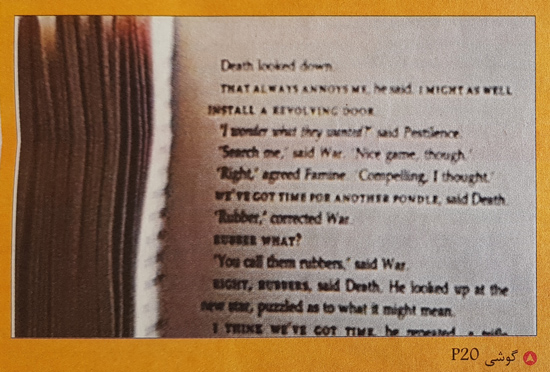 Death looked down.
THAT ALWAYS ANNOYS ME, he said. I MIGHT AS WELL
INSTALL A REVOLVING DOOR.
'I wonder what they wanted?' said Pestilence.
'Search me,' said War. 'Nice game, though.'
'Right,' agreed Famine. 'Compelling, I thought.'
WE'VE GOT TIME FOR ANOTHER FONDLE, said Death.
'Rubber,' corrected War.
RUBBER WHAT?
'You call them rubbers,' said War.
RIGHT, RUBBERS, said Death. He looked up at the
new star, puzzled as to what it might mean.
I THINK WE'VE GOT TIME, he repeated, a trifle
گوشی P20